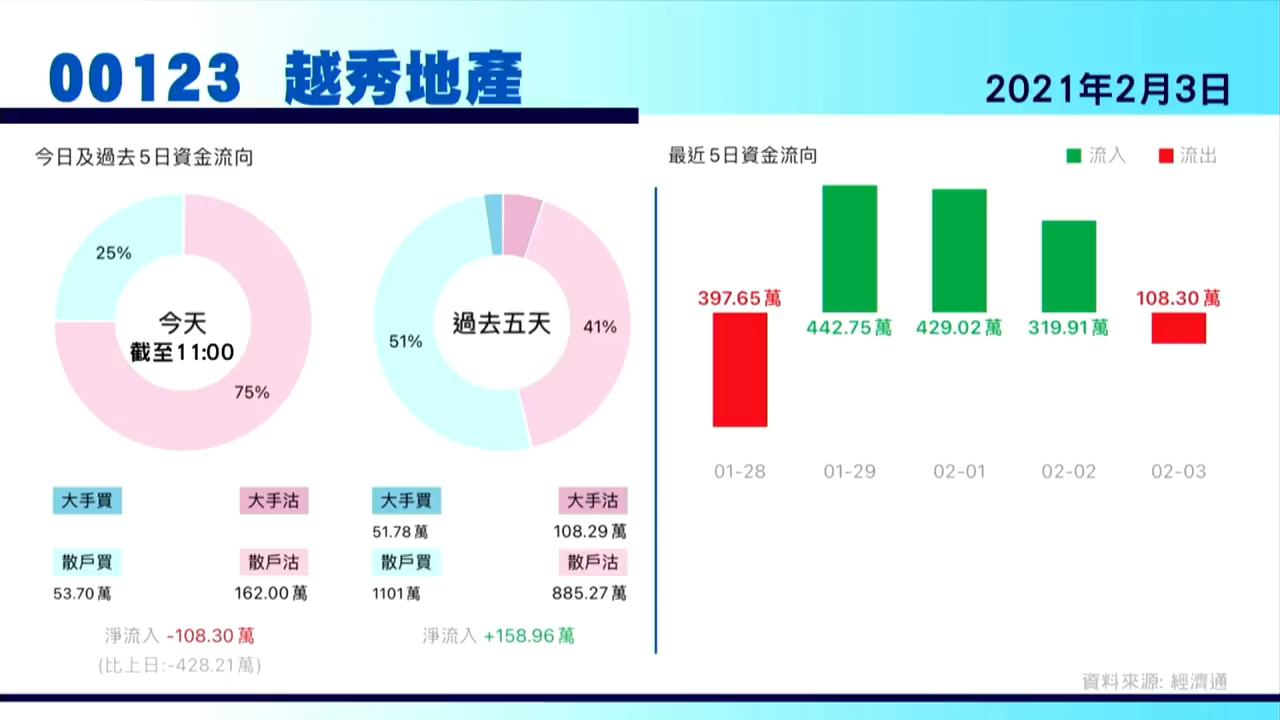 00123 越秀地產
2021年2月3日
今日及過去5日資金流向
25%
75%
今天
截至11:00
51%
41%
過去五天
大手買
大手沽
散戶買
散戶沽
53.70萬
162.00萬
淨流入 -108.30萬
(比上日:-428.21萬)
大手買
大手沽
51.78萬
108.29萬
散戶買
散戶沽
1101萬
885.27萬
淨流入 +158.96萬
最近5日資金流向
流入
流出
397.65萬
442.75萬
429.02萬
319.91萬
108.30萬
01-28
01-29
02-01
02-02
02-03
資料來源: 經濟通